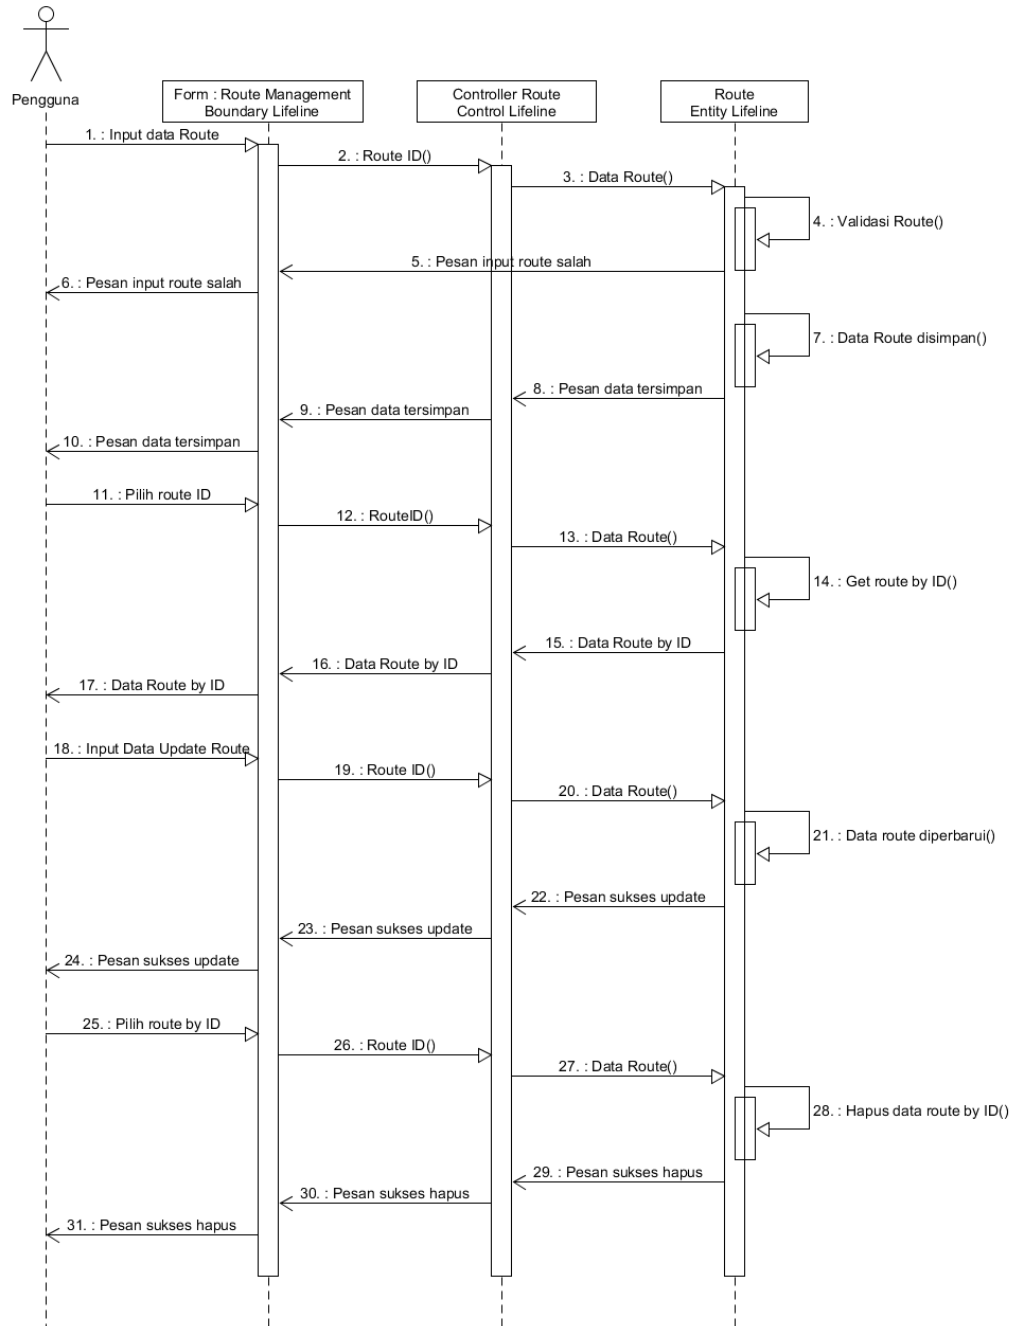 Pengguna
Form : Route Management
Boundary Lifeline
Controller Route
Control Lifeline
Route
Entity Lifeline
1. : Input data Route
2. : Route ID()
3. : Data Route()
4. : Validasi Route()
5. : Pesan input route salah
6. : Pesan input route salah
7. : Data Route disimpan()
8. : Pesan data tersimpan
9. : Pesan data tersimpan
10. : Pesan data tersimpan
11. : Pilih route ID
12. : RouteID()
13. : Data Route()
14. : Get route by ID()
15. : Data Route by ID
16. : Data Route by ID
17. : Data Route by ID
18. : Input Data Update Route
19. : Route ID()
20. : Data Route()
21. : Data route diperbarui()
22. : Pesan sukses update
23. : Pesan sukses update
24. : Pesan sukses update
25. : Pilih route by ID
26. : Route ID()
27. : Data Route()
28. : Hapus data route by ID()
29. : Pesan sukses hapus
30. : Pesan sukses hapus
31. : Pesan sukses hapus